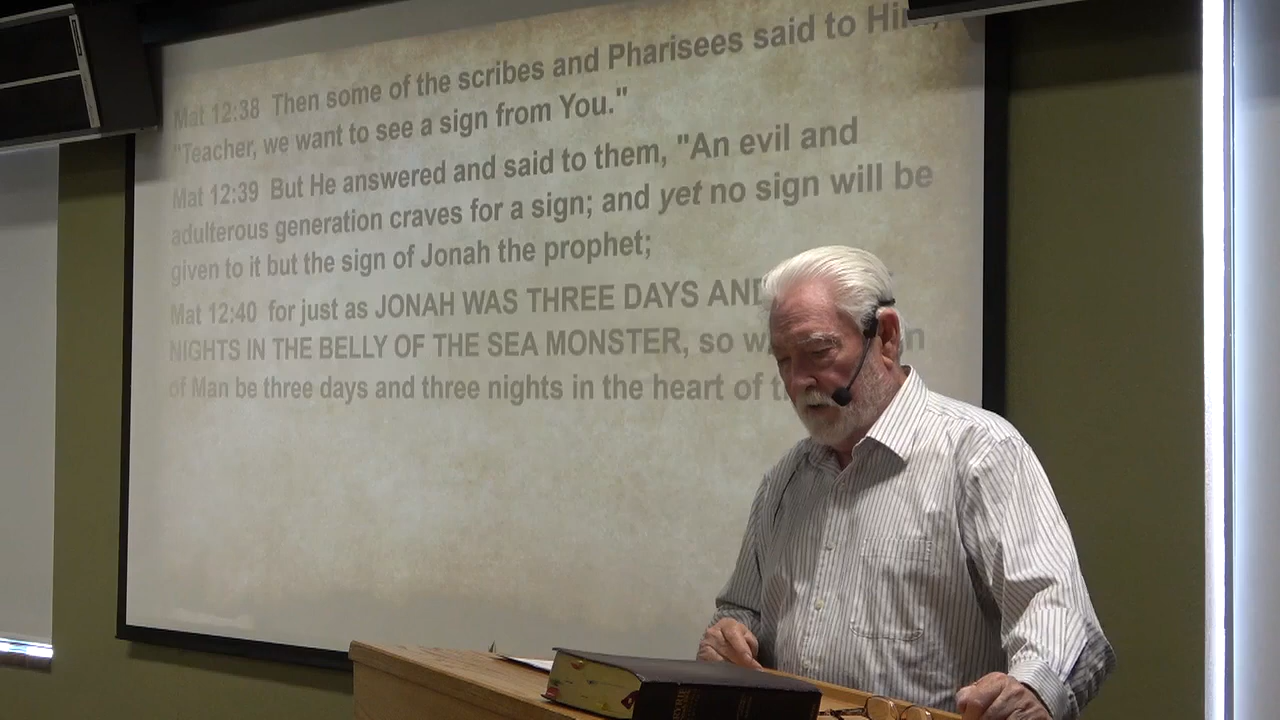 Mat 12:38 Then some of the scribes and Pharisees said to Him,
"Teacher, we want to see a sign from You."
Mat 12:39 But He answered and said to them, "An evil and
adulterous generation craves for a sign; and yet no sign will be
given to it but the sign of Jonah the prophet;
Mat 12:40 for just as JONAH WAS THREE DAYS AND
NIGHTS IN THE BELLY OF THE SEA MONSTER, so
of Man be three days and three nights in the heart of